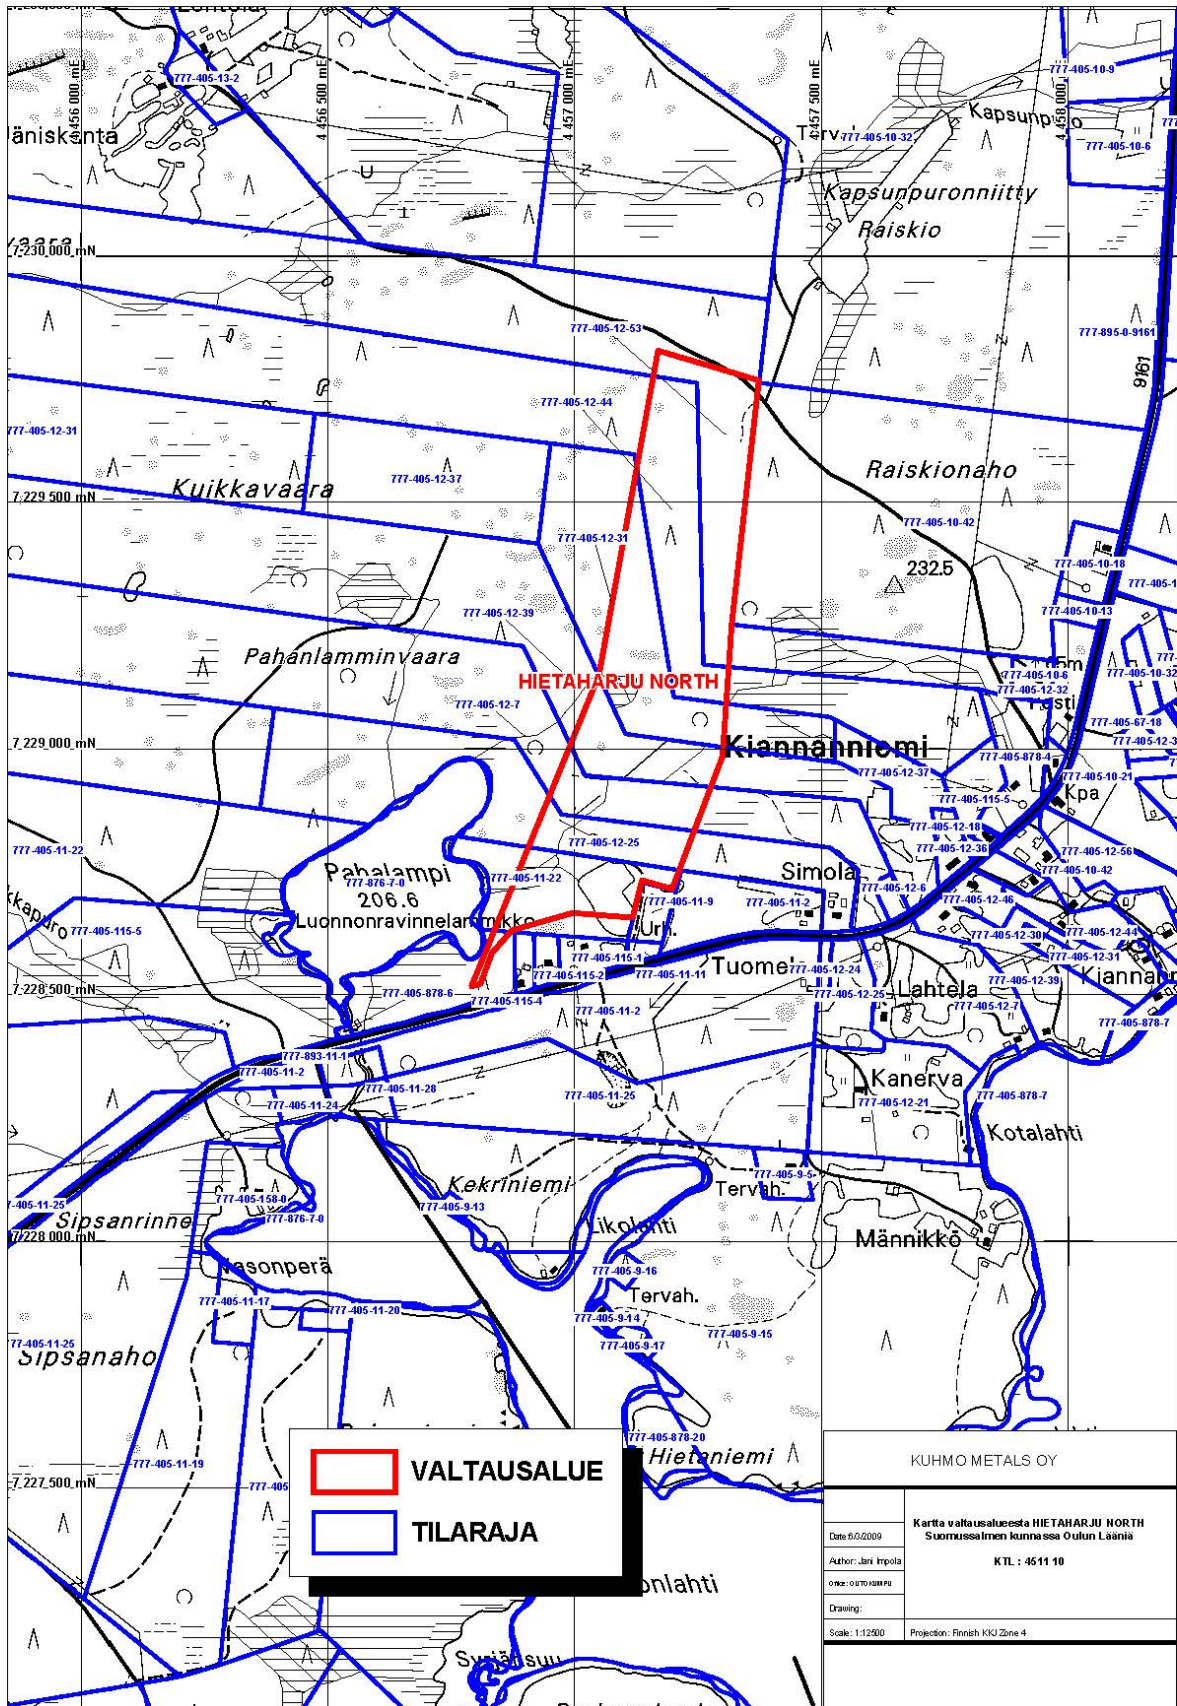 777-405-13-2
4 456 000 mE
4 456 500 mE
4 457 000 mE
4 457 500 mE
4 458 000 mE
777-405-10-9
Kapsunpuro
777-405-10-32
777-405-10-6
Kapsunpuronniitty
Raiskio
7 230 000 mN
777-405-12-53
777-895-0-9161
9161
777-405-12-44
777-405-12-31
777-405-12-37
Kuikkavaara
Raiskionaho
7 229 500 mN
777-405-10-42
777-405-12-31
777-405-10-18
232.5
777-405-12-39
777-405-10-13
Pahanlamminvaara
HIETAHARJU NORTH
777-405-10-6
777-405-10-32
777-405-12-32
777-405-12-7
777-405-67-18
7 229 000 mN
Kiannanniemi
777-405-878-4
777-405-12-37
777-405-10-21
Kpa
777-405-115-5
777-405-12-18
777-405-12-25
777-405-12-36
777-405-12-56
777-405-11-22
Pahalampi
777-876-7-0
206.6
Luonnonravinnelammikko
777-405-11-22
Simola
777-405-10-42
777-405-12-6
777-405-11-9
777-405-11-2
777-405-12-46
777-405-115-5
Urh.
777-405-12-30
777-405-12-44
777-405-115-1
777-405-12-31
777-405-115-2
777-405-11-11
Tuomela
777-405-12-24
777-405-12-39
7 228 500 mN
777-405-878-6
777-405-115-4
777-405-12-25
Lahtela
777-405-12-7
777-405-11-2
777-405-878-7
777-893-11-1
777-405-11-2
777-405-11-28
Kanerva
777-405-11-24
777-405-11-25
777-405-12-21
777-405-878-7
Kotalahti
777-405-9-5
Kekriniemi
Tervah.
777-405-11-25
777-405-158-0
777-405-9-13
Sipsanrinne
777-876-7-0
Likolahti
7 228 000 mN
Männikkö
Vasonperä
777-405-9-16
Tervah.
777-405-11-17
777-405-11-20
777-405-9-14
777-405-9-15
777-405-11-25
777-405-9-17
Sipsanaho
777-405-878-20
Hietaniemi
777-405-11-19
7 227 500 mN
777-405
VALTAUSALUE
TILARAJA
KUHMO METALS OY
Kartta valtausalueesta HIETAHARJU NORTH
Suomussalmen kunnassa Oulun Lääniä
KTL : 4511 10
Date:6/3/2009
Author: Jani Impola
Office: OUTOKUMPU
Drawing:
Scale: 1:12500
Projection: Finnish KKJ Zone 4